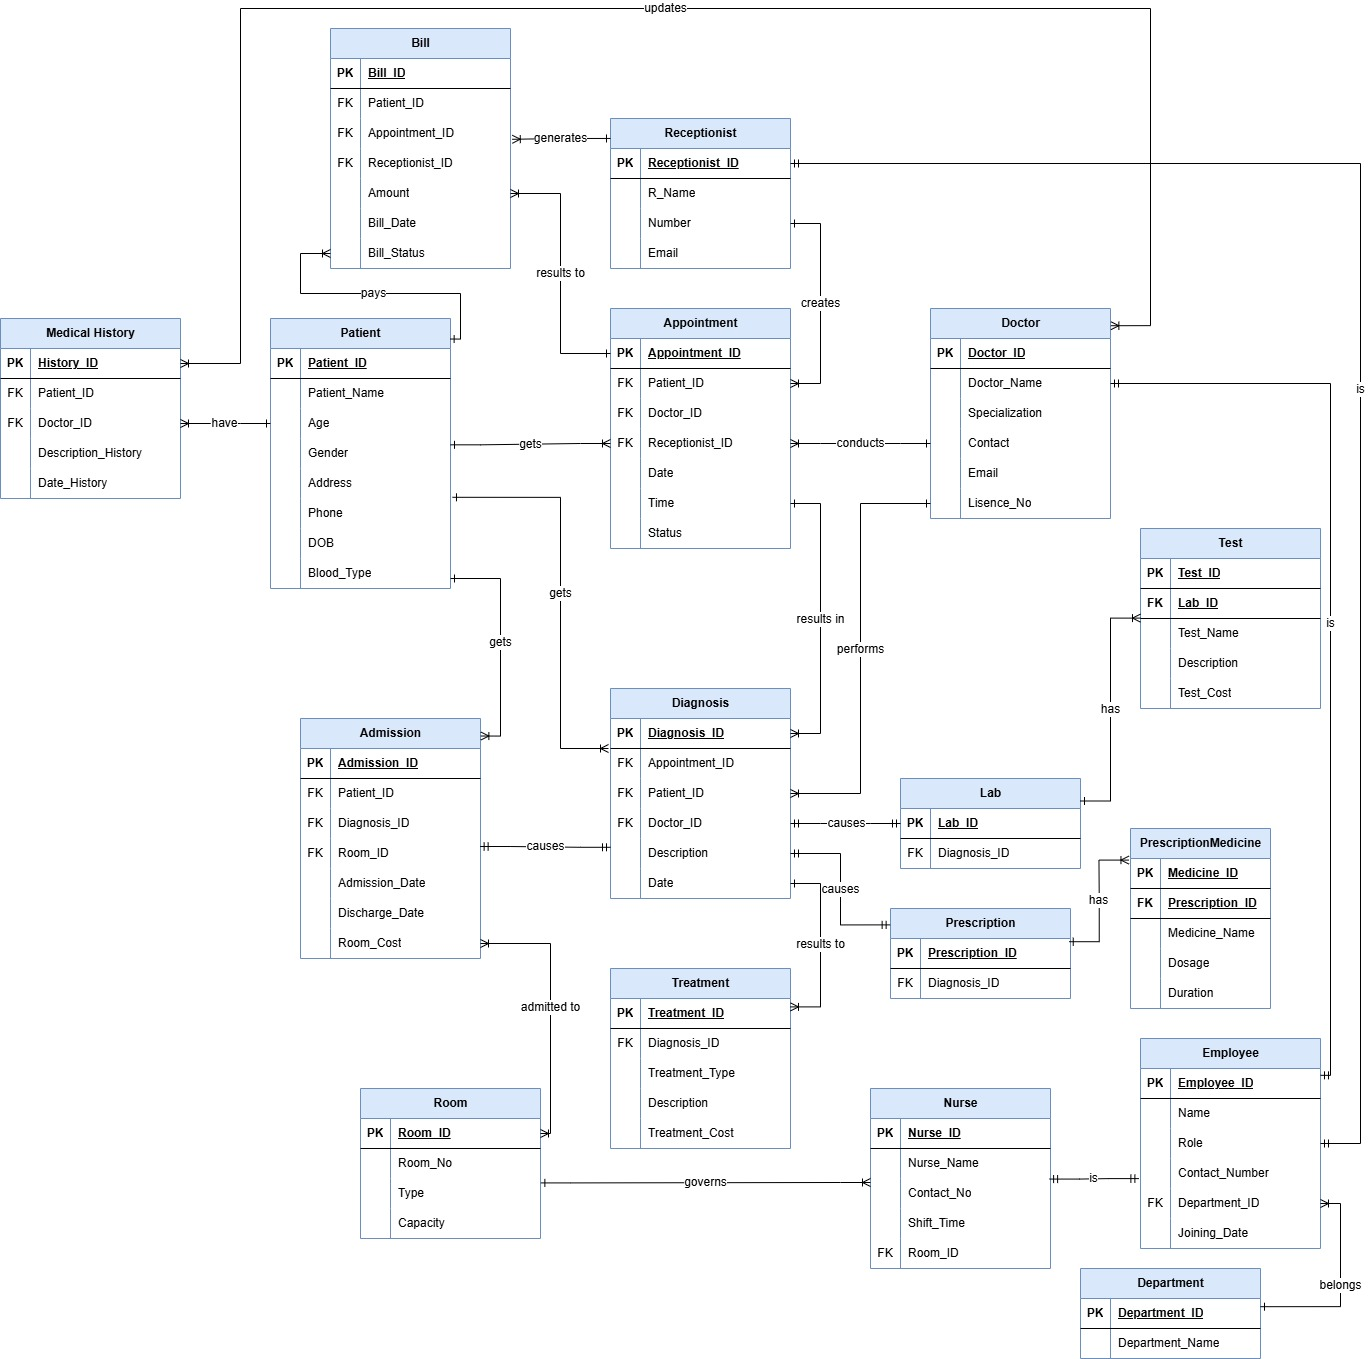 updates
Bill
PK Bill_ID
FK Patient_ID
FK Appointment_ID
FK Receptionist_ID
Amount
Bill_Date
Bill_Status
generates
Receptionist
PK Receptionist_ID
R_Name
Number
Email
results to
pays
creates
is
Medical History
PK History_ID
FK Patient_ID
FK Doctor_ID
Description_History
Date_History
have
Patient
PK Patient_ID
Patient_Name
Age
Gender
Address
Phone
DOB
Blood_Type
gets
Appointment
PK Appointment_ID
FK Patient_ID
FK Doctor_ID
FK Receptionist_ID
Date
Time
Status
conducts
Doctor
PK Doctor_ID
Doctor_Name
Specialization
Contact
Email
Lisence_No
Test
PK Test_ID
FK Lab_ID
Test_Name
Description
Test_Cost
is
gets
gets
results in
performs
has
Admission
PK Admission_ID
FK Patient_ID
FK Diagnosis_ID
FK Room_ID
Admission_Date
Discharge_Date
Room_Cost
causes
Diagnosis
PK Diagnosis_ID
FK Appointment_ID
FK Patient_ID
FK Doctor_ID
Description
Date
causes
Lab
PK Lab_ID
FK Diagnosis_ID
causes
PrescriptionMedicine
PK Medicine_ID
FK Prescription_ID
Medicine_Name
Dosage
Duration
has
Prescription
PK Prescription_ID
FK Diagnosis_ID
results to
admitted to
Treatment
PK Treatment_ID
FK Diagnosis_ID
Treatment_Type
Description
Treatment_Cost
Room
PK Room_ID
Room_No
Type
Capacity
governs
Nurse
PK Nurse_ID
Nurse_Name
Contact_No
Shift_Time
FK Room_ID
is
Employee
PK Employee_ID
Name
Role
Contact_Number
FK Department_ID
Joining_Date
belongs
Department
PK Department_ID
Department_Name